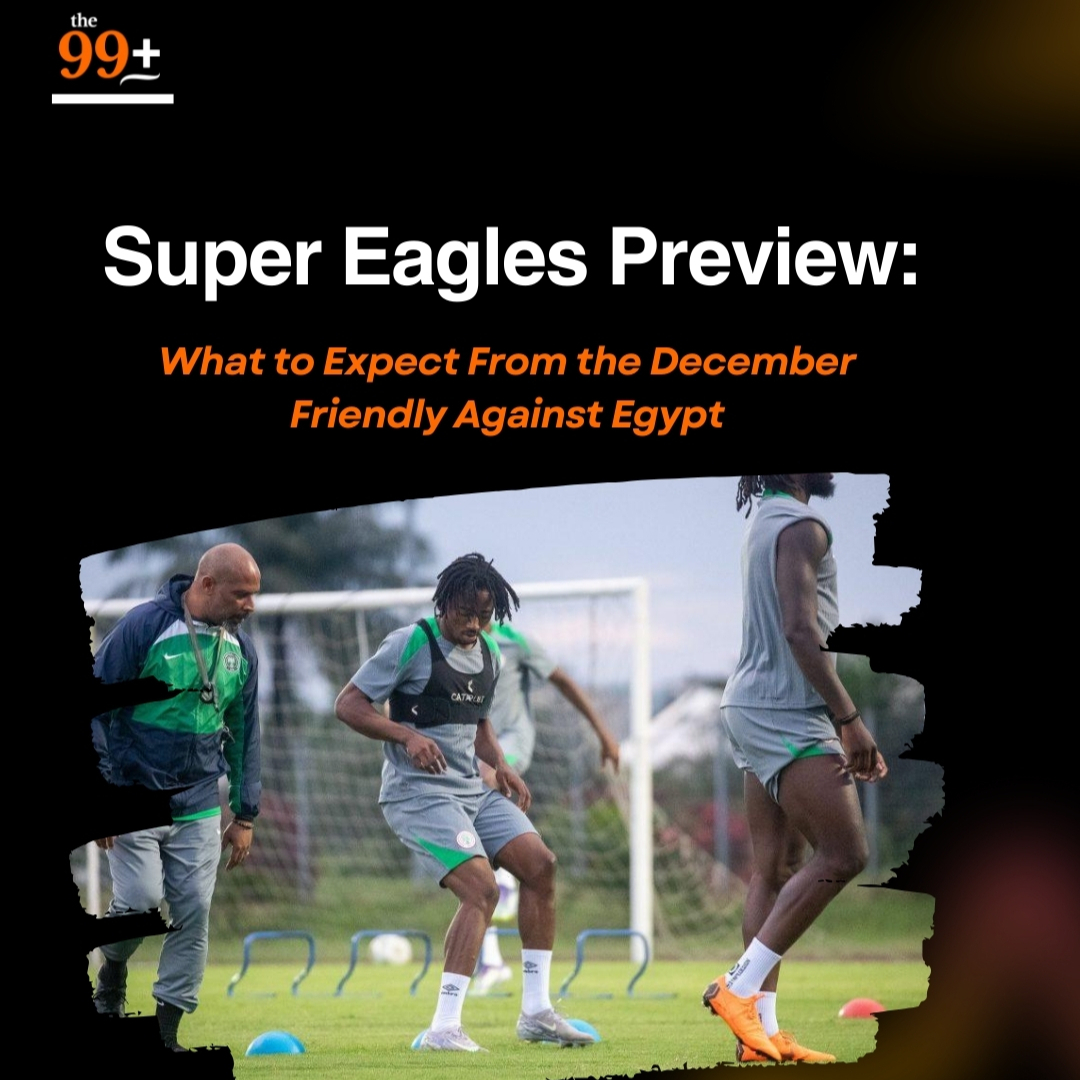 the
99+
Super Eagles Preview:
What to Expect From the December
Friendly Against Egypt